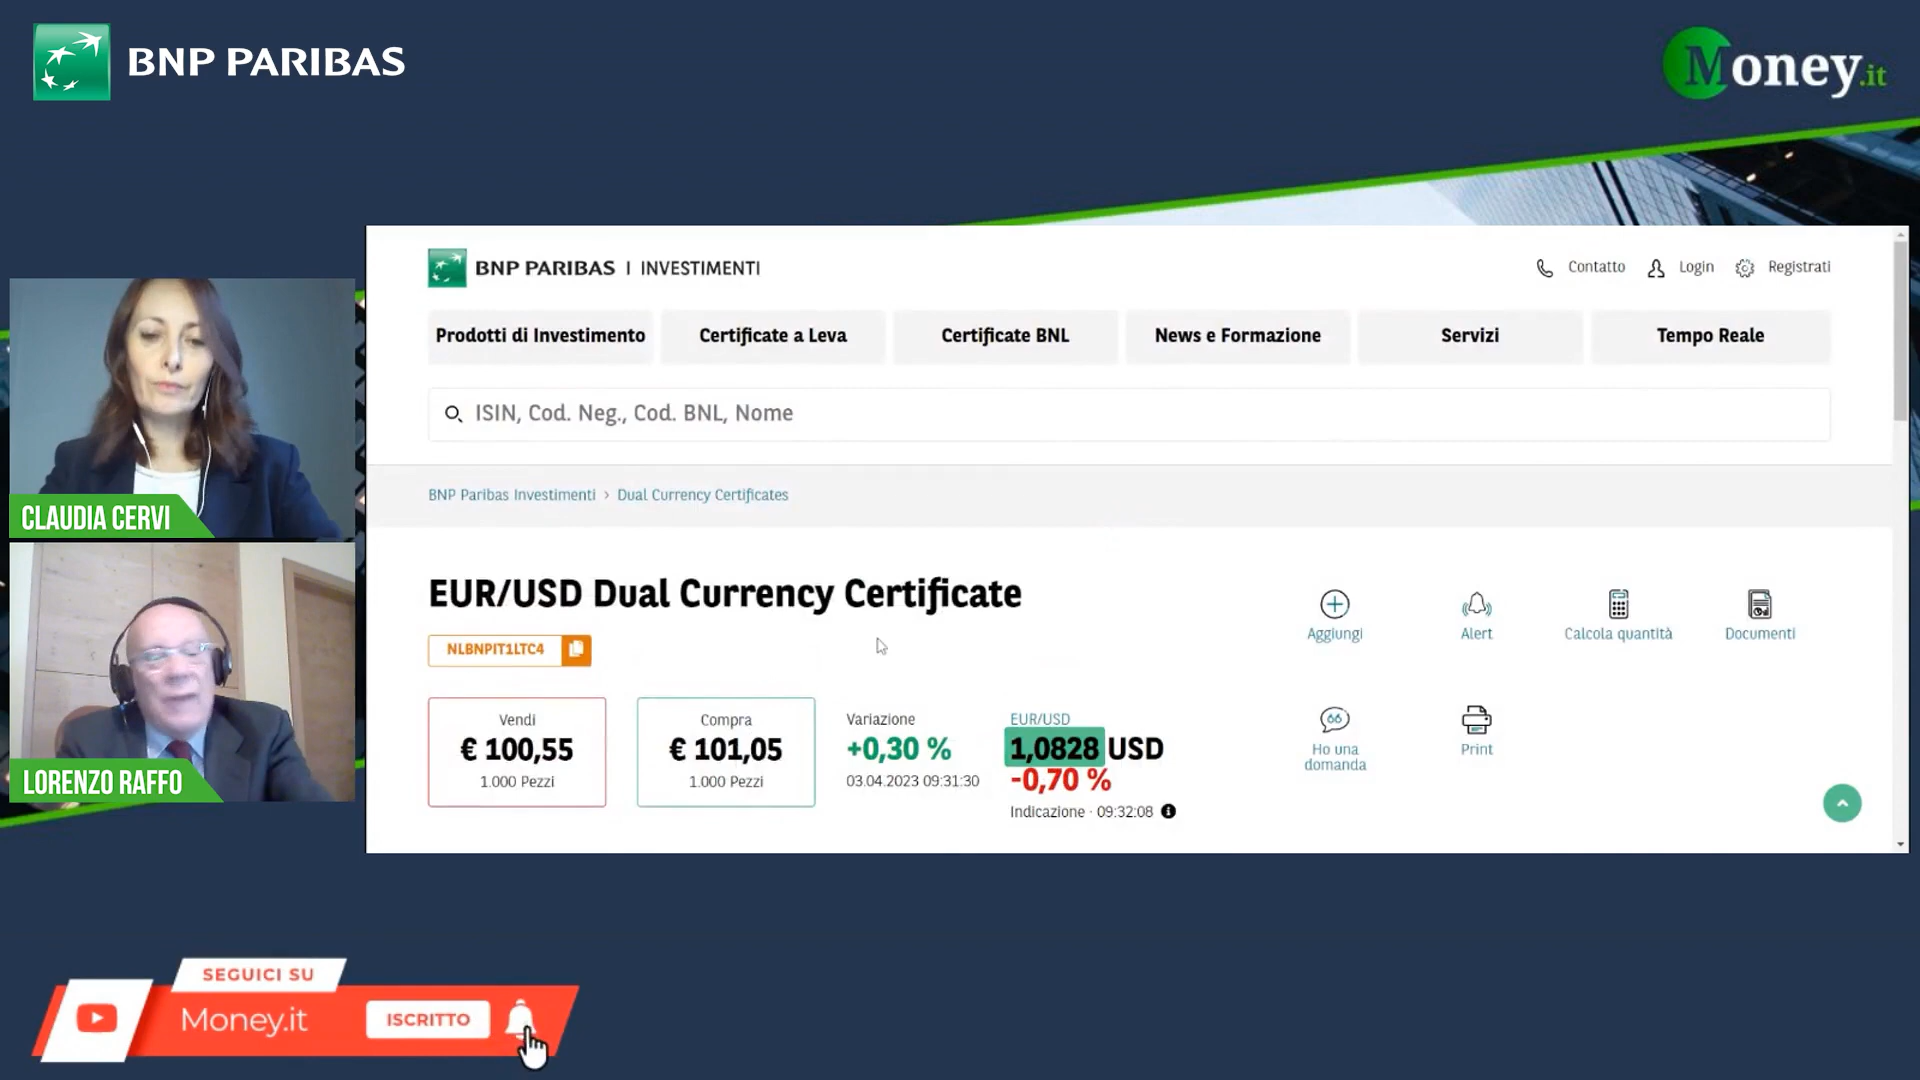 BNP PARIBAS
Money.it
BNP PARIBAS | INVESTIMENTI
Contatto
Login
Registrati
Prodotti di Investimento
Certificate a Leva
Certificate BNL
News e Formazione
Servizi
Tempo Reale
ISIN, Cod. Neg., Cod. BNL, Nome
BNP Paribas Investimenti › Dual Currency Certificates
EUR/USD Dual Currency Certificate
NLBNPIT1LTC4
Vendi
€ 100,55
1.000 Pezzi
Compra
€ 101,05
1.000 Pezzi
Variazione
+0,30 %
03.04.2023 09:31:30
EUR/USD
1,0828 USD
-0,70 %
Indicazione · 09:32:08
Aggiungi
Alert
Calcola quantità
Documenti
Ho una
domanda
Print
CLAUDIA CERVI
LORENZO RAFFO
SEGUICI SU
Money.it
ISCRITTO